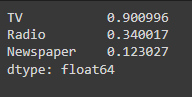 TV 0.900996
Radio 0.340017
Newspaper 0.123027
dtype: float64